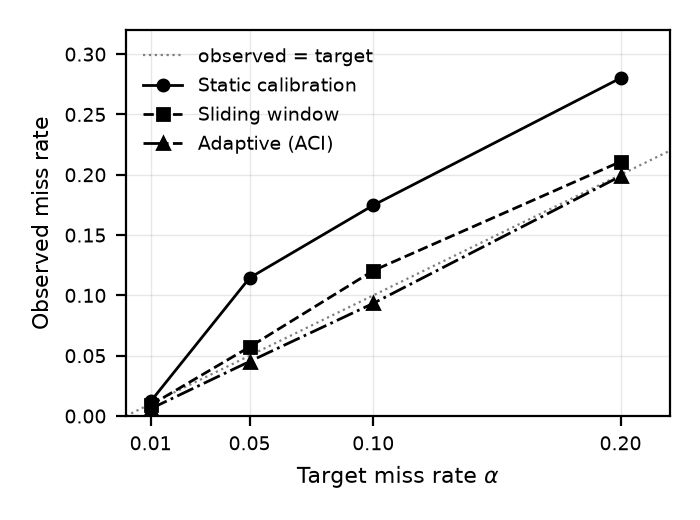 observed = target
Static calibration
Sliding window
Adaptive (ACI)
0.30
0.25
0.20
0.15
0.10
0.05
0.00
Observed miss rate
0.01 0.05 0.10 0.20
Target miss rate α